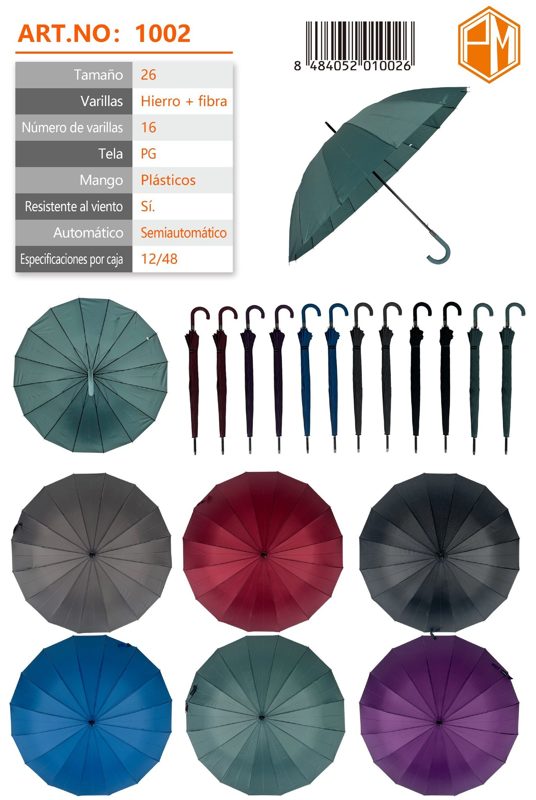 ART.NO: 1002
8 484052 010026
PM
Tamaño 26
Varillas Hierro + fibra
Número de varillas 16
Tela PG
Mango Plásticos
Resistente al viento Sí.
Automático Semiautomático
Especificaciones por caja 12/48